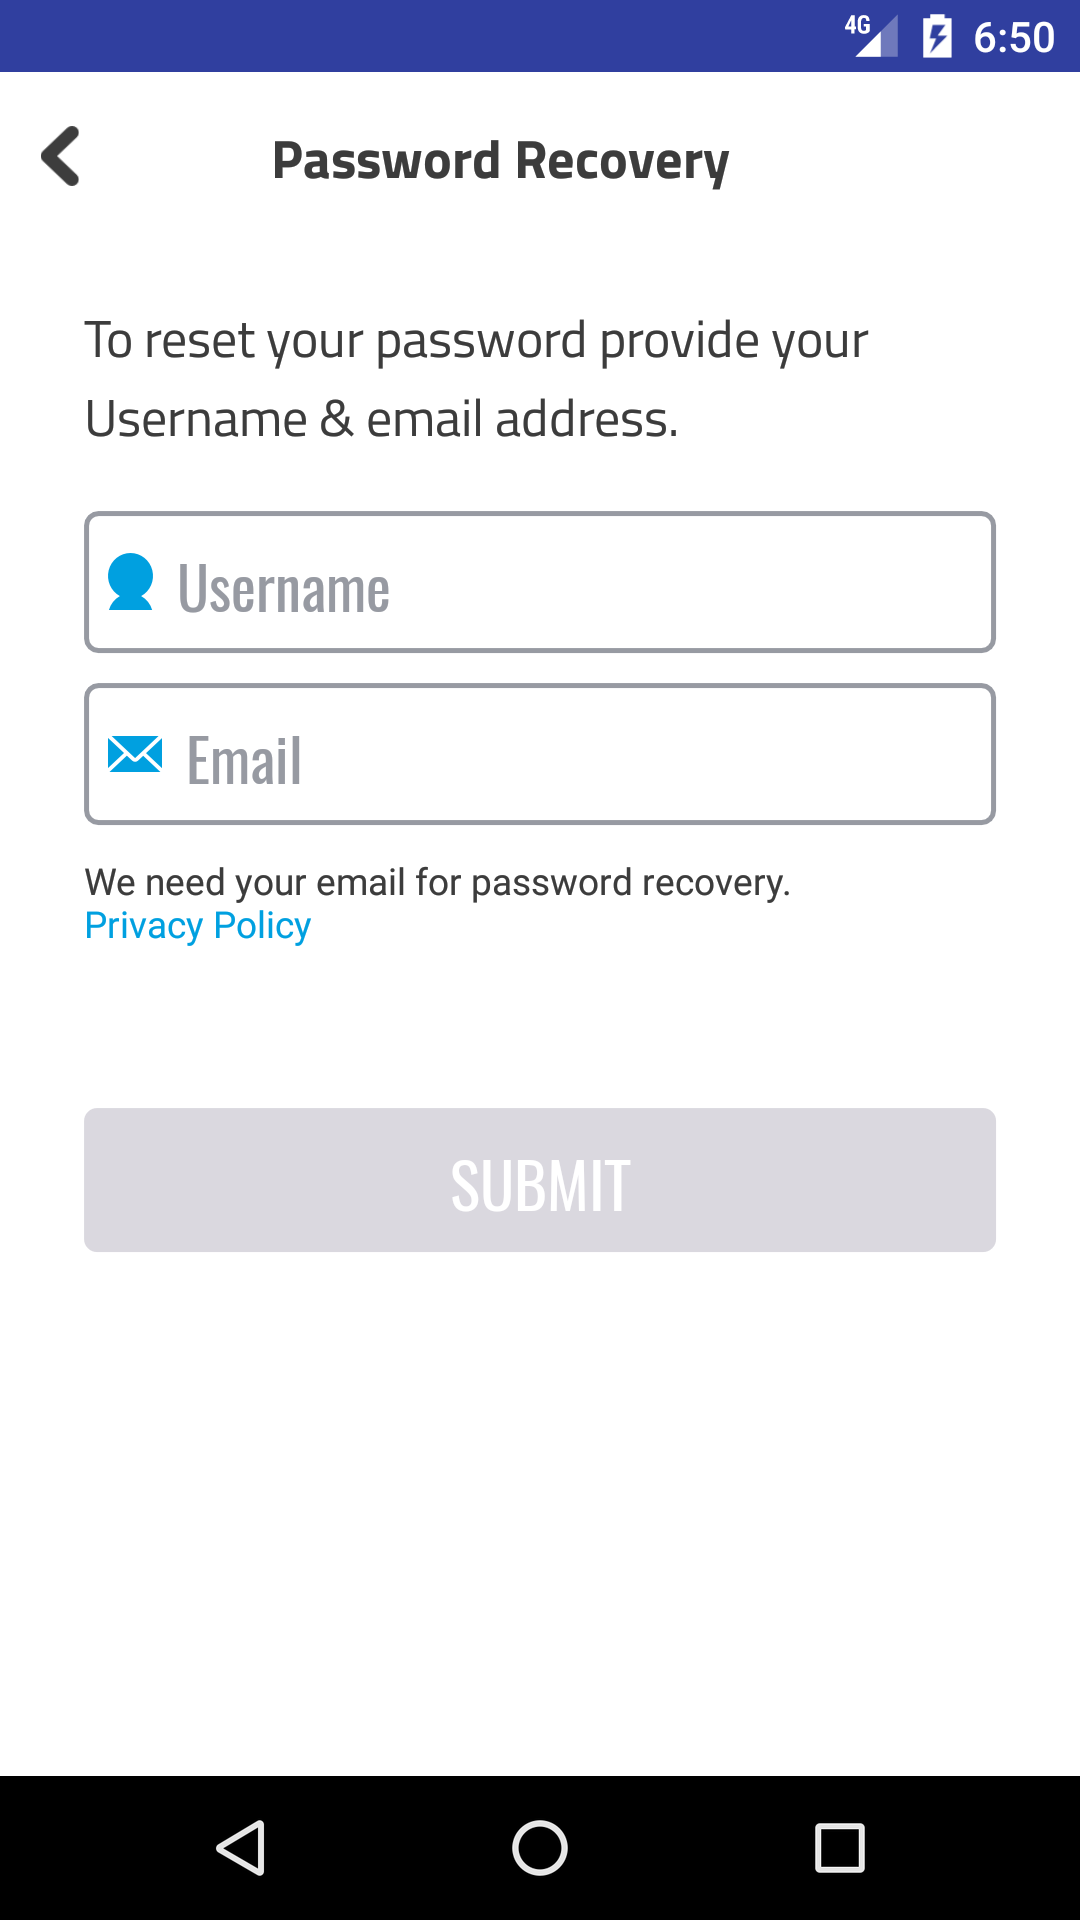 4G 6:50
Password Recovery
To reset your password provide your
Username & email address.
Username
Email
We need your email for password recovery.
Privacy Policy
SUBMIT